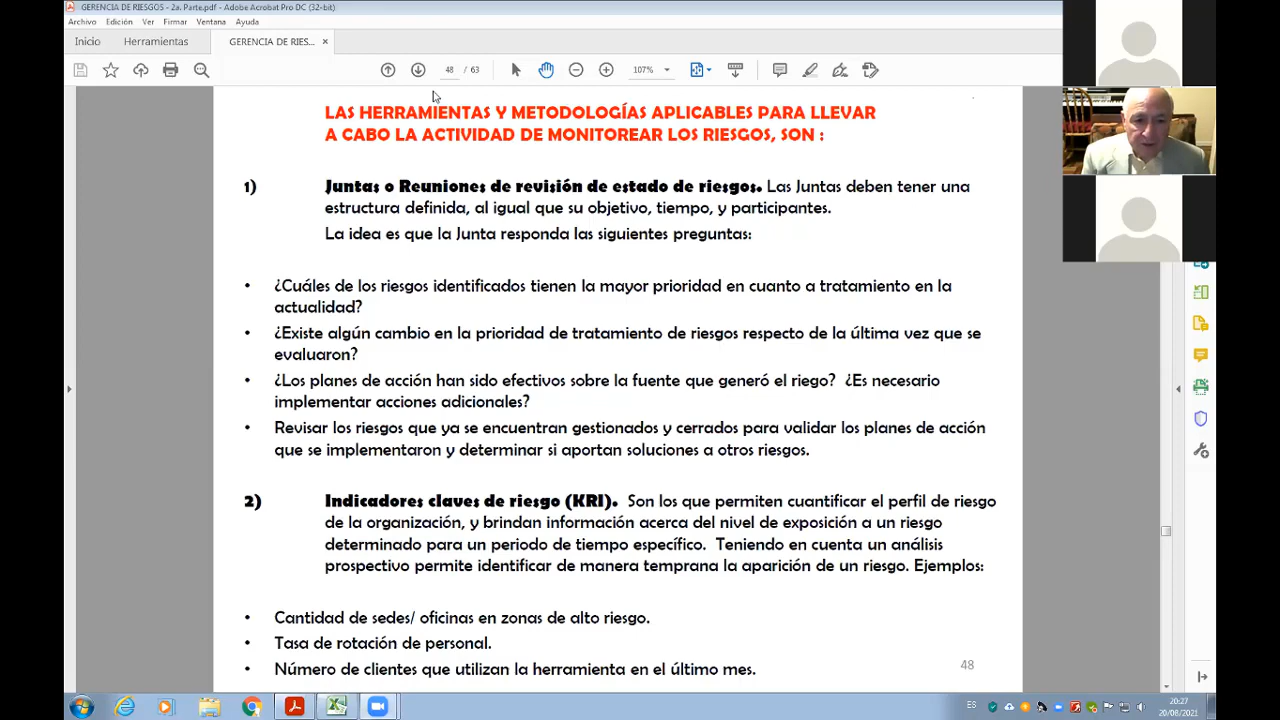 GERENCIA DE RIESGOS - 2a. Parte.pdf - Adobe Acrobat Pro DC (32-bit)
Archivo Edición Ver Firmar Ventana Ayuda
Inicio Herramientas GERENCIA DE RIES... ×
48 / 63 107%
LAS HERRAMIENTAS Y METODOLOGÍAS APLICABLES PARA LLEVAR
A CABO LA ACTIVIDAD DE MONITOREAR LOS RIESGOS, SON :
1) Juntas o Reuniones de revisión de estado de riesgos. Las Juntas deben tener una
estructura definida, al igual que su objetivo, tiempo, y participantes.
La idea es que la Junta responda las siguientes preguntas:
• ¿Cuáles de los riesgos identificados tienen la mayor prioridad en cuanto a tratamiento en la
actualidad?
• ¿Existe algún cambio en la prioridad de tratamiento de riesgos respecto de la última vez que se
evaluaron?
• ¿Los planes de acción han sido efectivos sobre la fuente que generó el riego? ¿Es necesario
implementar acciones adicionales?
• Revisar los riesgos que ya se encuentran gestionados y cerrados para validar los planes de acción
que se implementaron y determinar si aportan soluciones a otros riesgos.
2) Indicadores claves de riesgo (KRI). Son los que permiten cuantificar el perfil de riesgo
de la organización, y brindan información acerca del nivel de exposición a un riesgo
determinado para un periodo de tiempo específico. Teniendo en cuenta un análisis
prospectivo permite identificar de manera temprana la aparición de un riesgo. Ejemplos:
• Cantidad de sedes/ oficinas en zonas de alto riesgo.
• Tasa de rotación de personal.
• Número de clientes que utilizan la herramienta en el último mes.
48
ES
20:27
20/08/2021